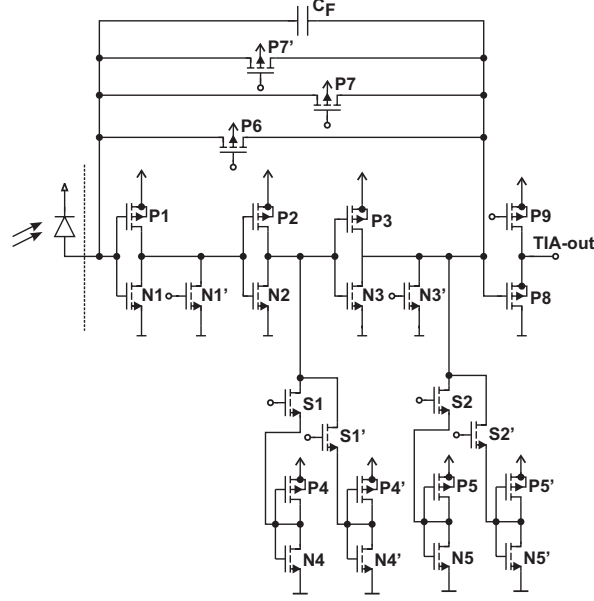 CF
P7'
P7
P6
P1 P2 P3 P9
TIA-out
N1 N1' N2 N3 N3' P8
S1 S2
S1' S2'
P4 P4' P5 P5'
N4 N4' N5 N5'